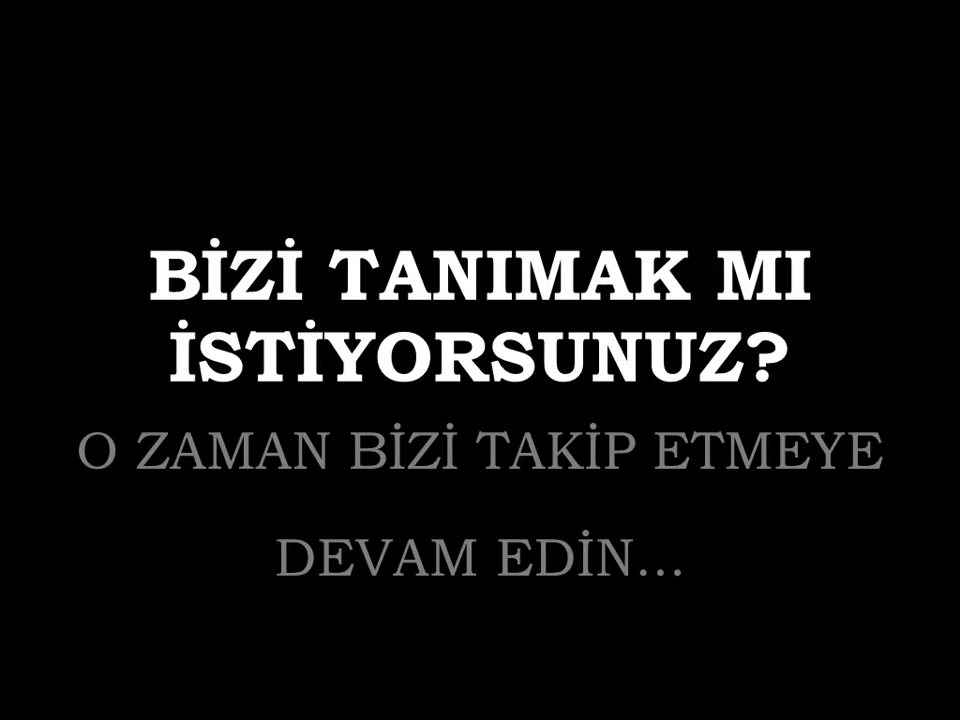 BİZİ TANIMAK MI
İSTİYORSUNUZ?
O ZAMAN BİZİ TAKİP ETMEYE
DEVAM EDİN...